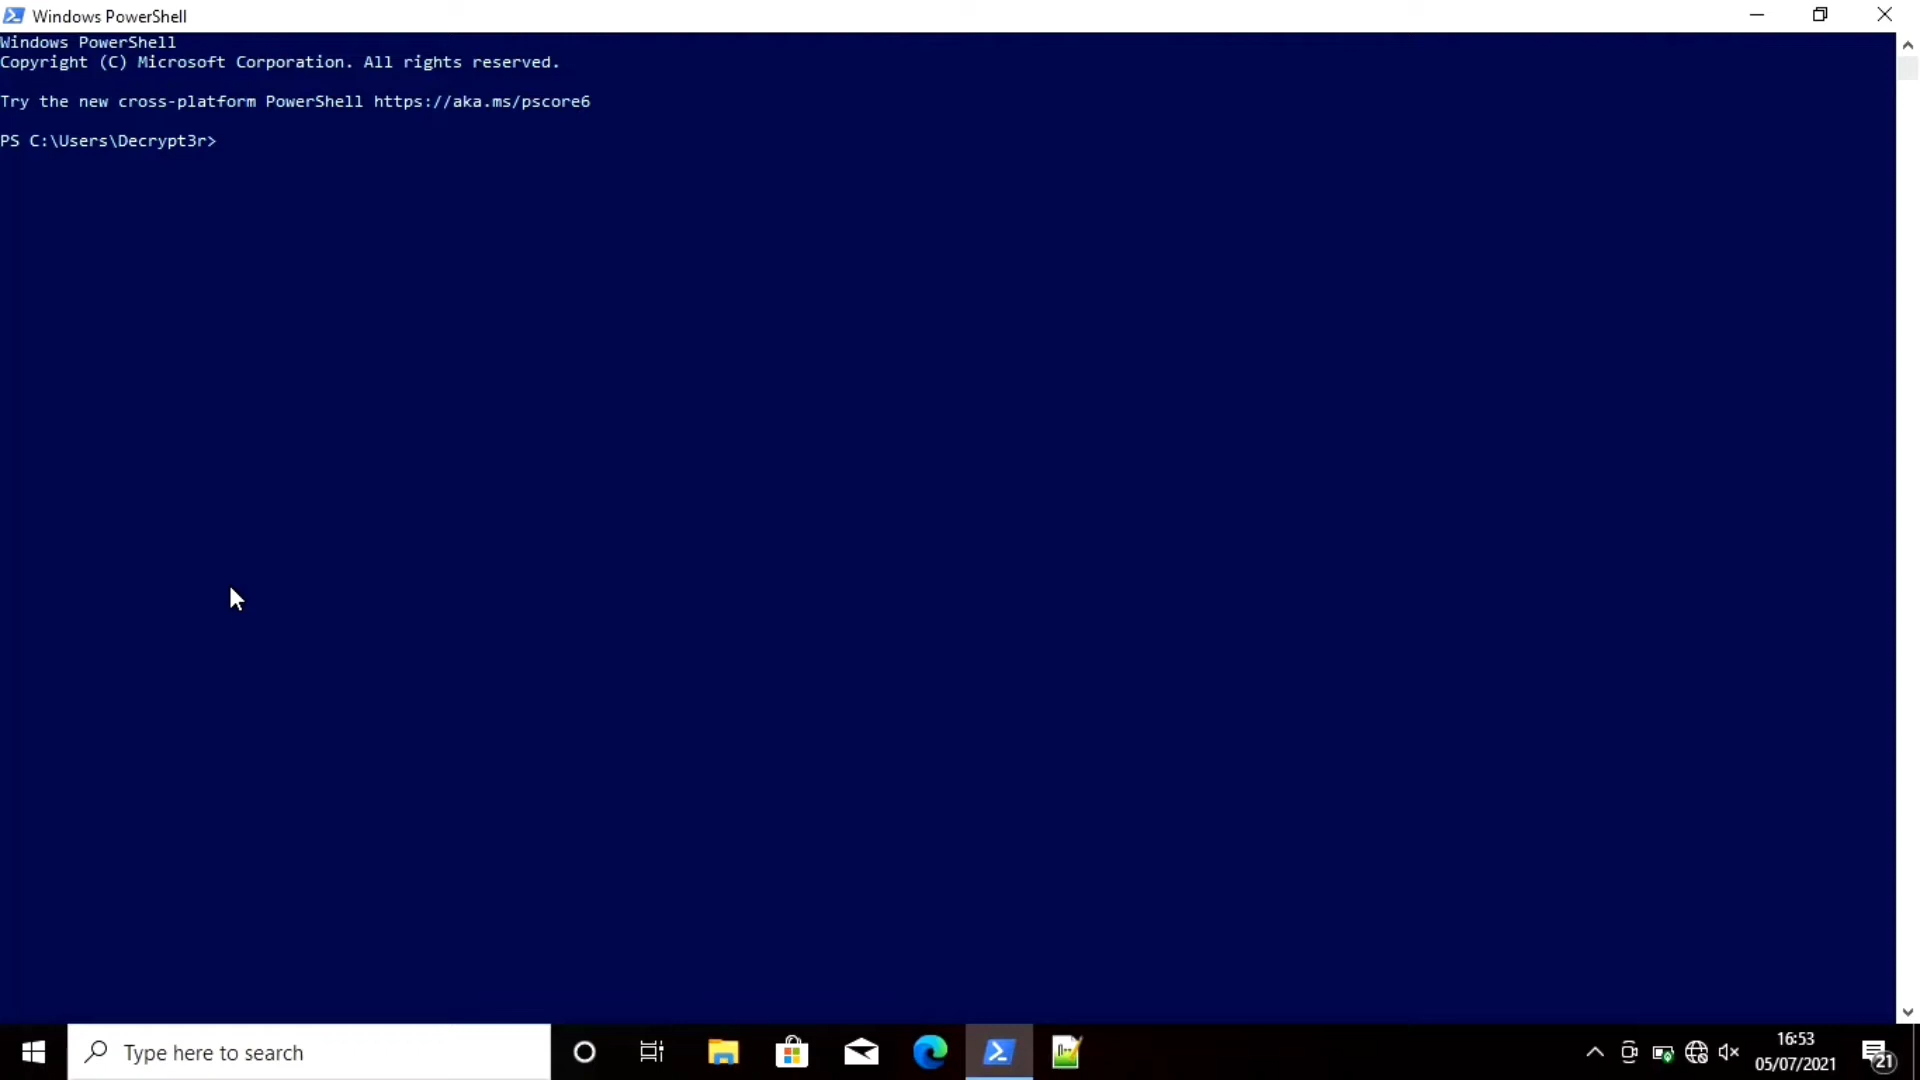 Windows PowerShell
Windows PowerShell
Copyright (C) Microsoft Corporation. All rights reserved.
Try the new cross-platform PowerShell https://aka.ms/pscore6
PS C:\Users\Decrypt3r>
Type here to search
16:53
05/07/2021
21